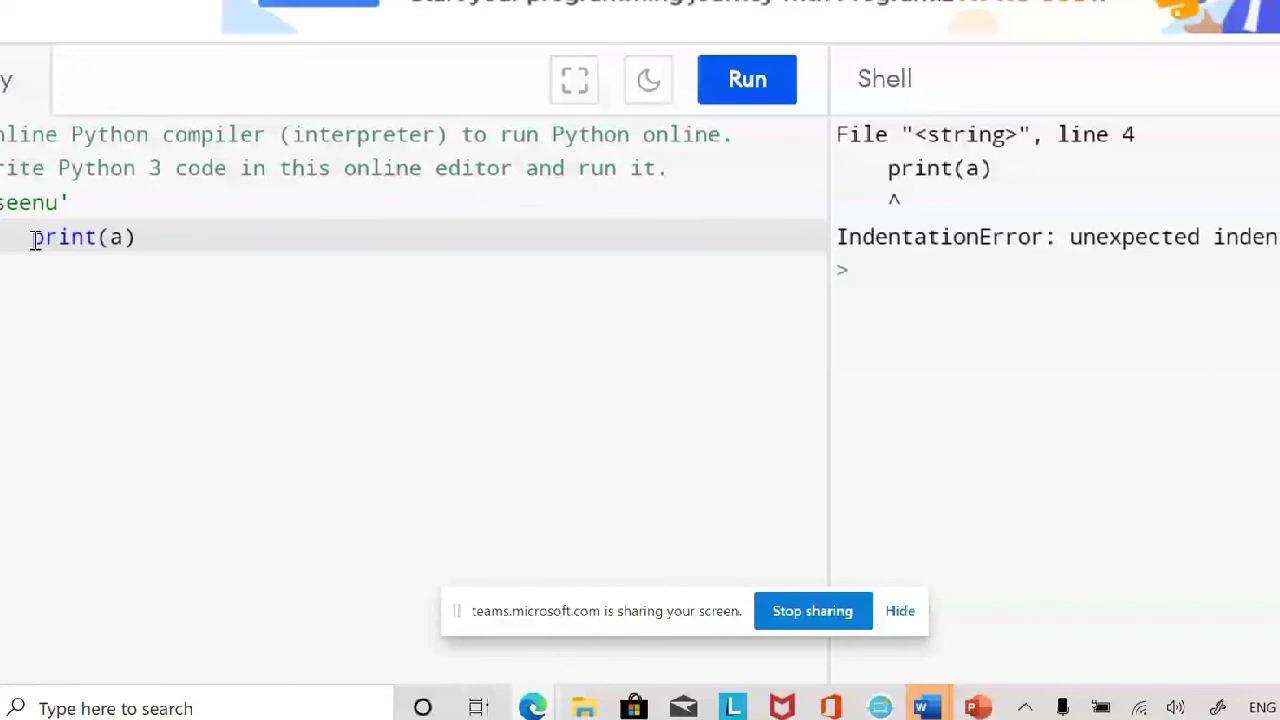 y
Run
Shell
nline Python compiler (interpreter) to run Python online.
rite Python 3 code in this online editor and run it.
seenu'
print(a)
File "<string>", line 4
print(a)
^
IndentationError: unexpected inden
>
teams.microsoft.com is sharing your screen.
Stop sharing
Hide
Type here to search
ENG